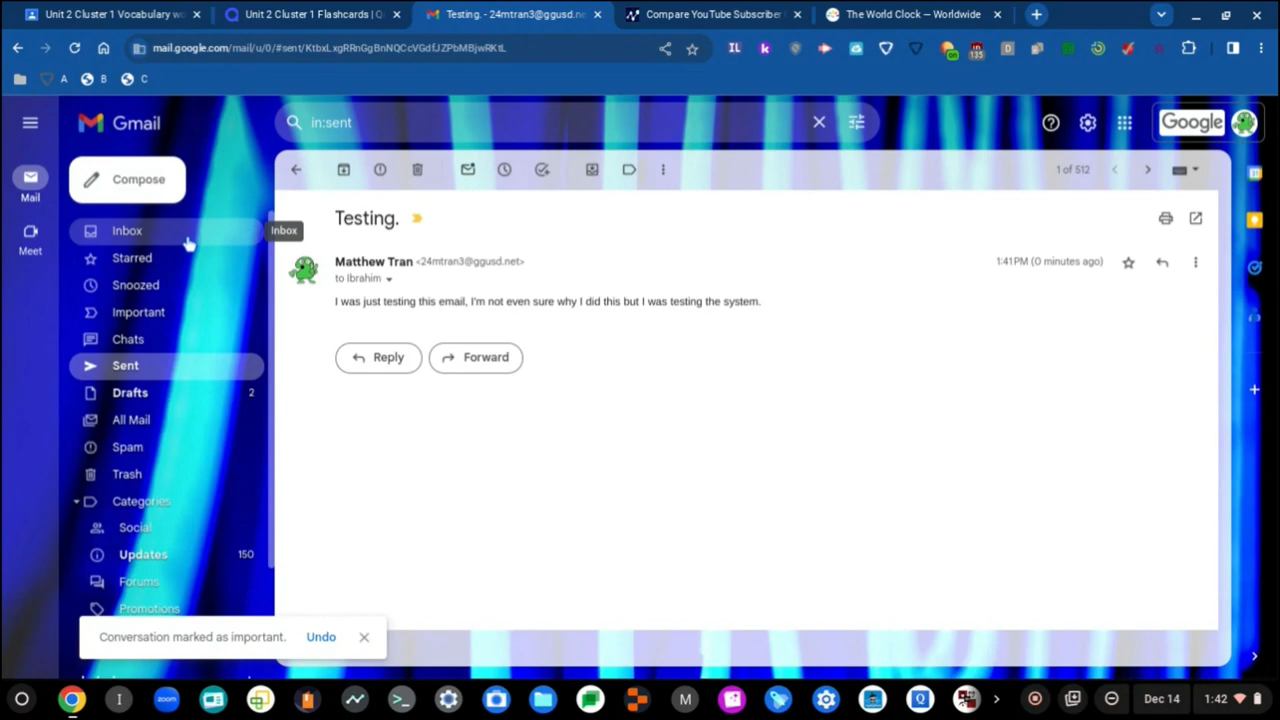 Unit 2 Cluster 1 Vocabulary w
Unit 2 Cluster 1 Flashcards | Q
Testing. - 24mtran3@ggusd.ne
Compare YouTube Subscriber
The World Clock — Worldwide
mail.google.com/mail/u/0/#sent/KtbxLxgRRnGgBnNQCcVGdfJZPbMBjwRKtL
135
A
B
C
Gmail
in:sent
Google
Mail
Meet
Compose
1 of 512
Inbox
Inbox
Starred
Snoozed
Important
Chats
Sent
Drafts 2
All Mail
Spam
Trash
Categories
Social
Updates 150
Forums
Promotions
Testing.
Matthew Tran <24mtran3@ggusd.net>
1:41 PM (0 minutes ago)
to Ibrahim
I was just testing this email, I'm not even sure why I did this but I was testing the system.
Reply
Forward
Conversation marked as important. Undo
zoom
Dec 14
1:42